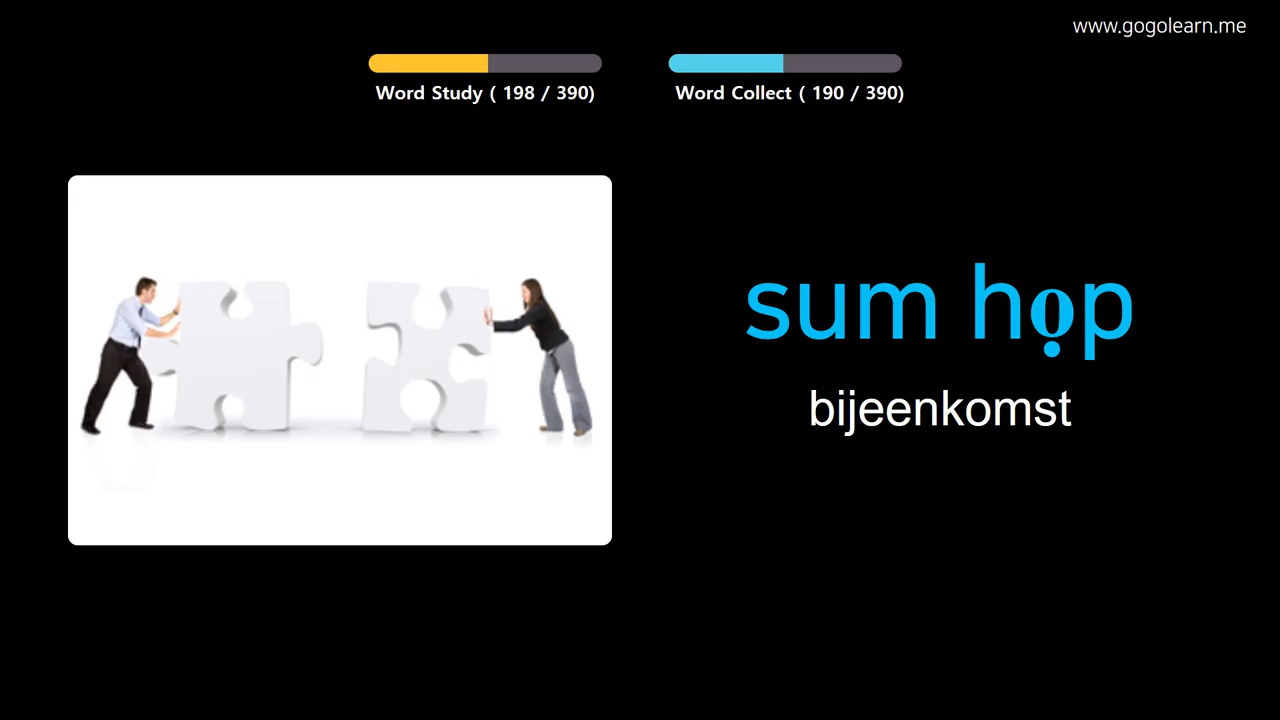 www.gogolearn.me
Word Study ( 198 / 390)
Word Collect ( 190 / 390)
sum họp
bijeenkomst